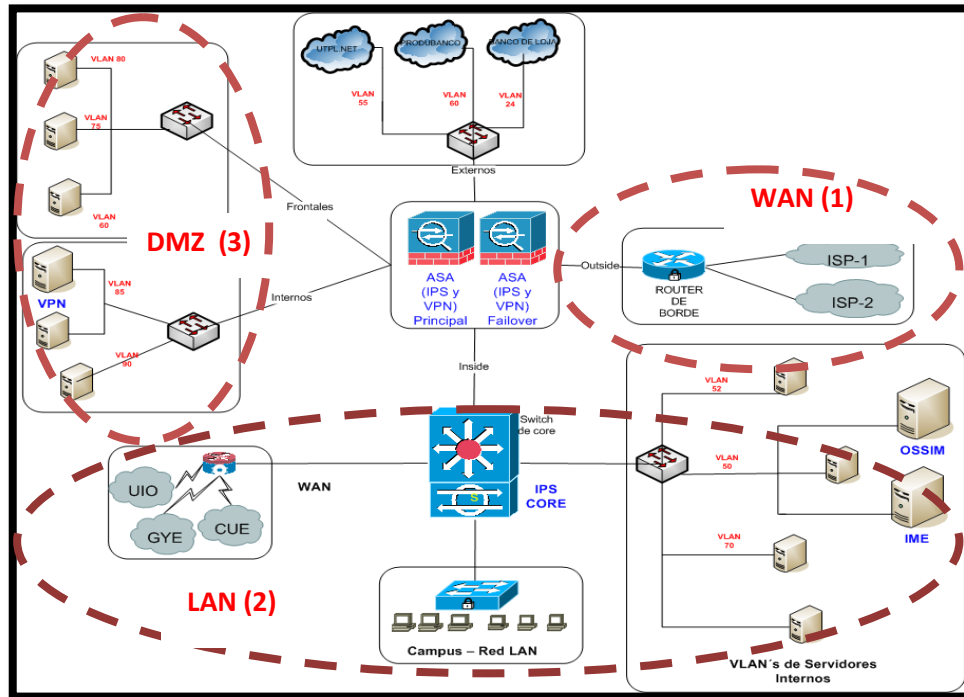 UTPL.NET
PRODUBANCO
BANCO DE LOJA
VLAN
55
VLAN
60
VLAN
24
Externos
VLAN 80
VLAN
75
VLAN
60
Frontales
DMZ (3)
VPN
VLAN
85
VLAN
90
Internos
ASA
(IPS y
VPN)
Principal
ASA
(IPS y
VPN)
Failover
WAN (1)
Outside
ROUTER
DE
BORDE
ISP-1
ISP-2
Inside
Switch
de core
WAN
UIO
GYE
CUE
S
IPS
CORE
VLAN
52
VLAN
50
VLAN
70
OSSIM
IME
LAN (2)
Campus – Red LAN
VLAN´s de Servidores
Internos